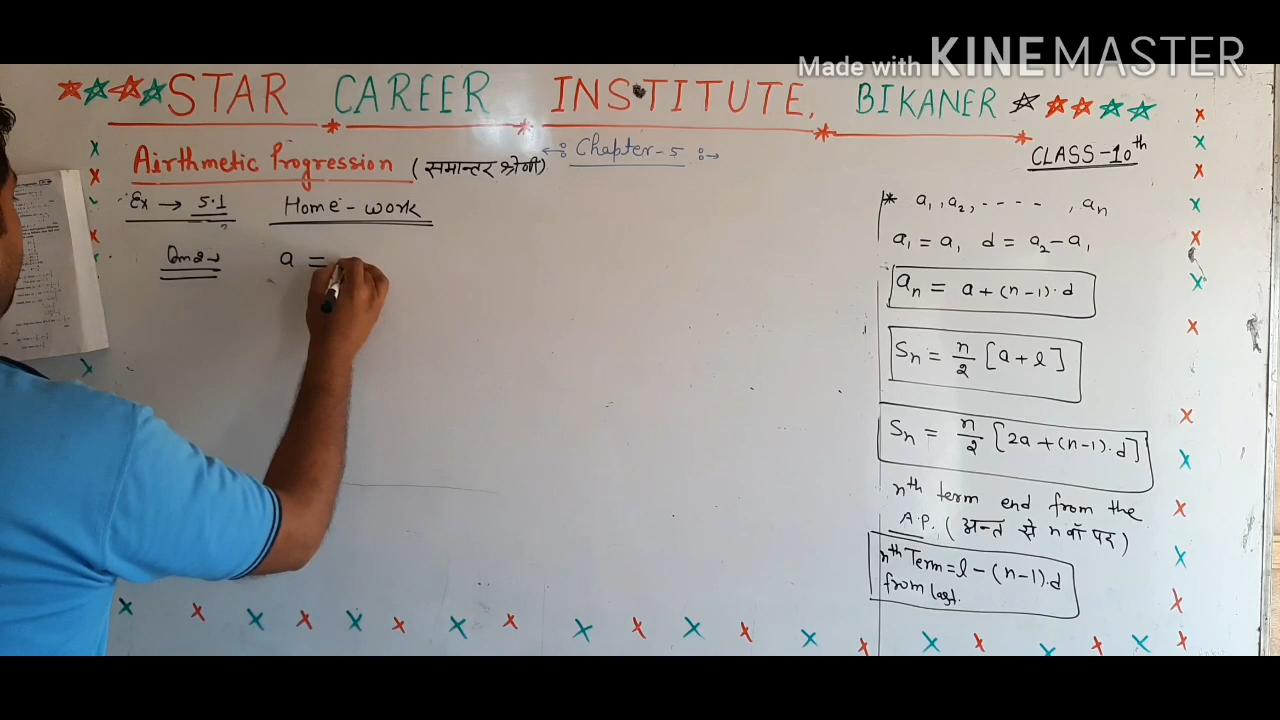 Made with KINEMASTER
STAR CAREER INSTITUTE, BIKANER
Chapter-5
CLASS-10th
Airthmetic Progression (समान्तर श्रेणी)
Ex → 5.1 Home-work
a =
* a1, a2, - - - - , an
a1 = a, d = a2 - a1
an = a + (n-1)·d
Sn = n/2 [a + l]
Sn = n/2 [2a + (n-1)·d]
nth term end from the
A.P. (अन्त से n वाँ पद)
nth Term = l - (n-1)·d
from last.